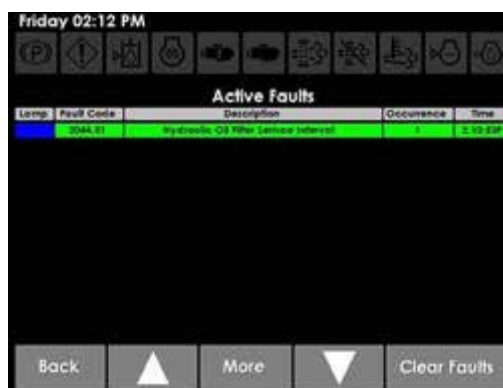 Friday 02:12 PM
Active Faults
Lamp Fault Code Description Occurrence Time
Hydraulic Oil Filter Service Interval 1
Back More Clear Faults